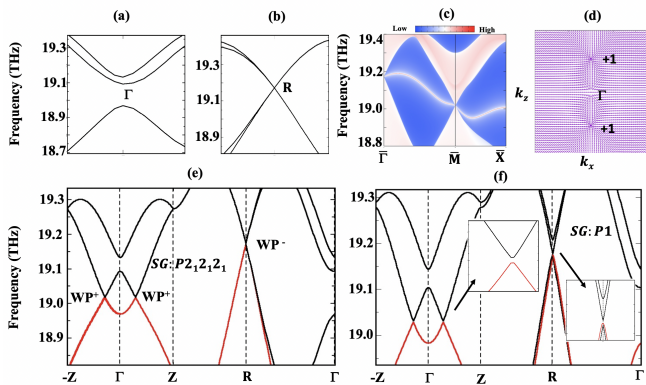 (a)
Frequency (THz)
19.3
19.1
18.9
18.7
Γ
(b)
19.3
19.1
18.9
R
(c)
Low
High
Frequency (THz)
19.4
19.2
19.0
18.8
Γ̅
M̅
X̅
(d)
k_z
+1
Γ
+1
k_x
(e)
Frequency (THz)
19.3
19.2
19.1
19.0
18.9
SG: P2₁2₁2₁
WP⁻
WP⁺
WP⁺
-Z
Γ
Z
R
Γ
(f)
Frequency (THz)
19.3
19.2
19.1
19.0
SG: P1
-Z
Γ
Z
R
Γ